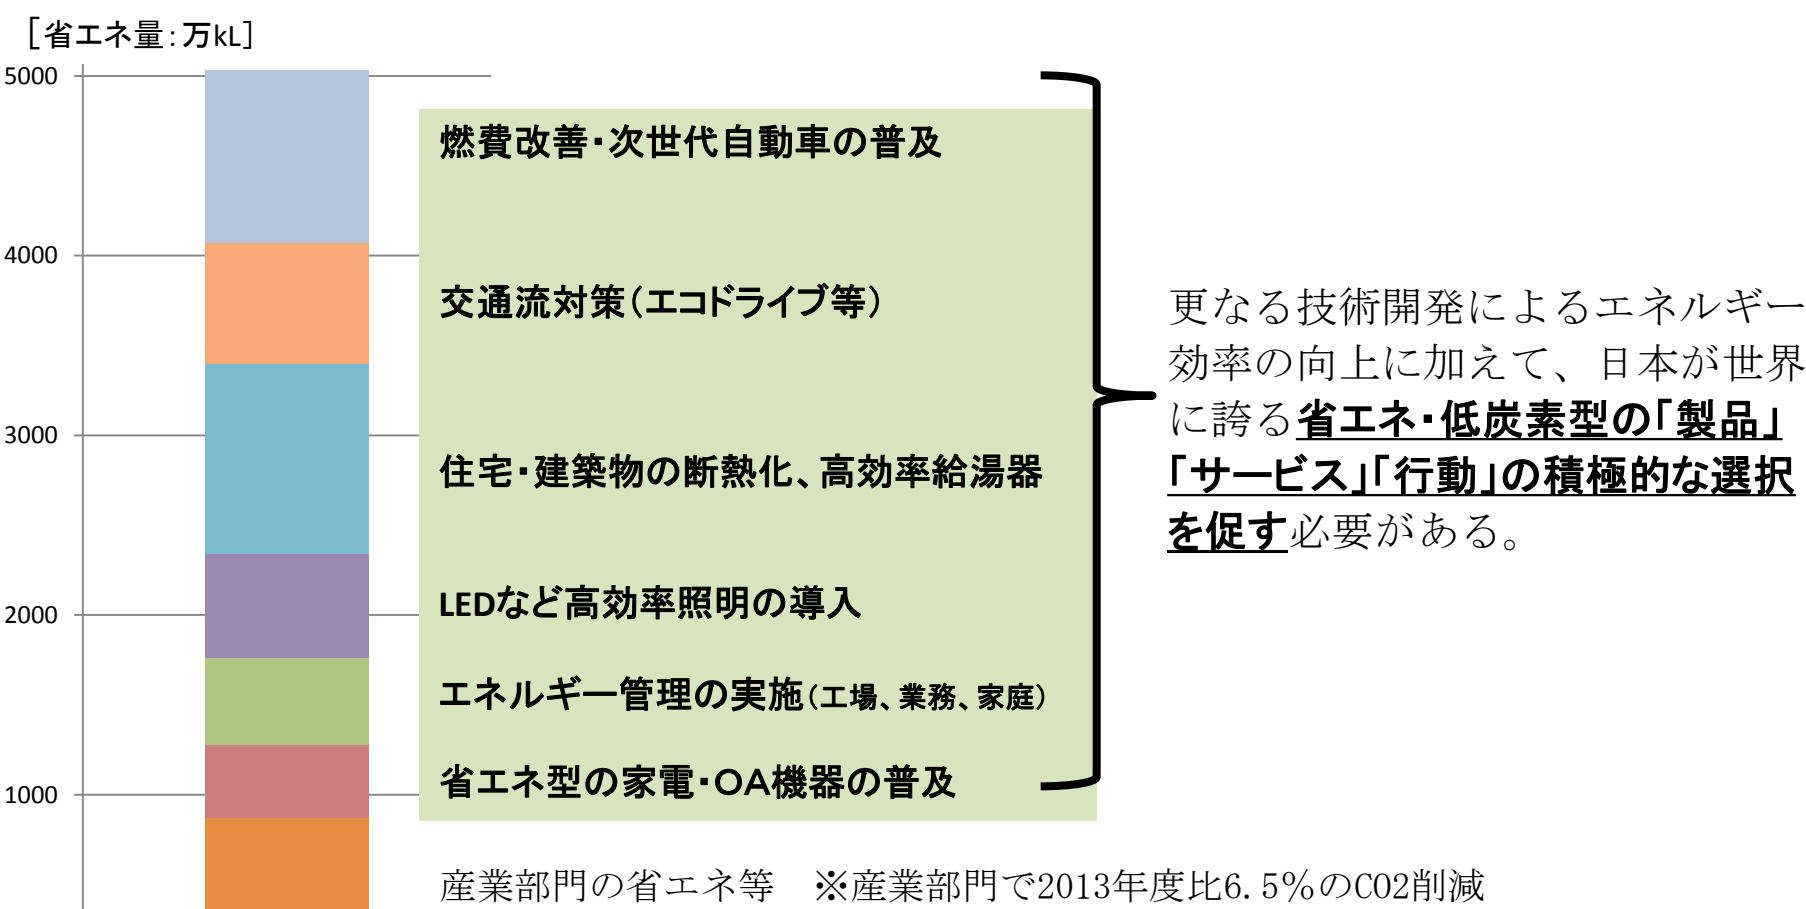 ［省エネ量：万kL］
5000
燃費改善・次世代自動車の普及
4000
交通流対策（エコドライブ等）
更なる技術開発によるエネルギー
効率の向上に加えて、日本が世界
に誇る省エネ・低炭素型の「製品」
「サービス」「行動」の積極的な選択
を促す必要がある。
3000
住宅・建築物の断熱化、高効率給湯器
2000
LEDなど高効率照明の導入
エネルギー管理の実施（工場、業務、家庭）
1000
省エネ型の家電・OA機器の普及
産業部門の省エネ等　※産業部門で2013年度比6.5％のCO2削減